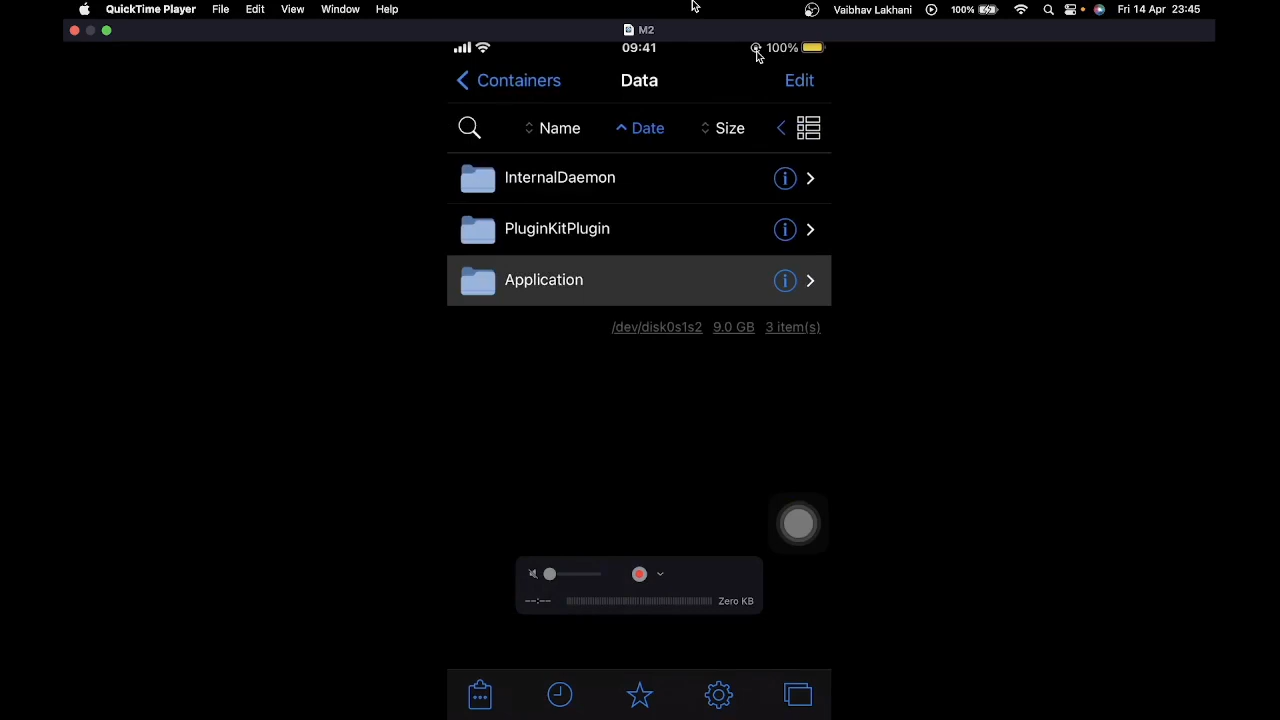 QuickTime Player File Edit View Window Help Vaibhav Lakhani 100% Fri 14 Apr 23:45
M2
09:41 100%
Containers Data Edit
Name Date Size
InternalDaemon
PluginKitPlugin
Application
/dev/disk0s1s2 9.0 GB 3 item(s)
--:-- Zero KB